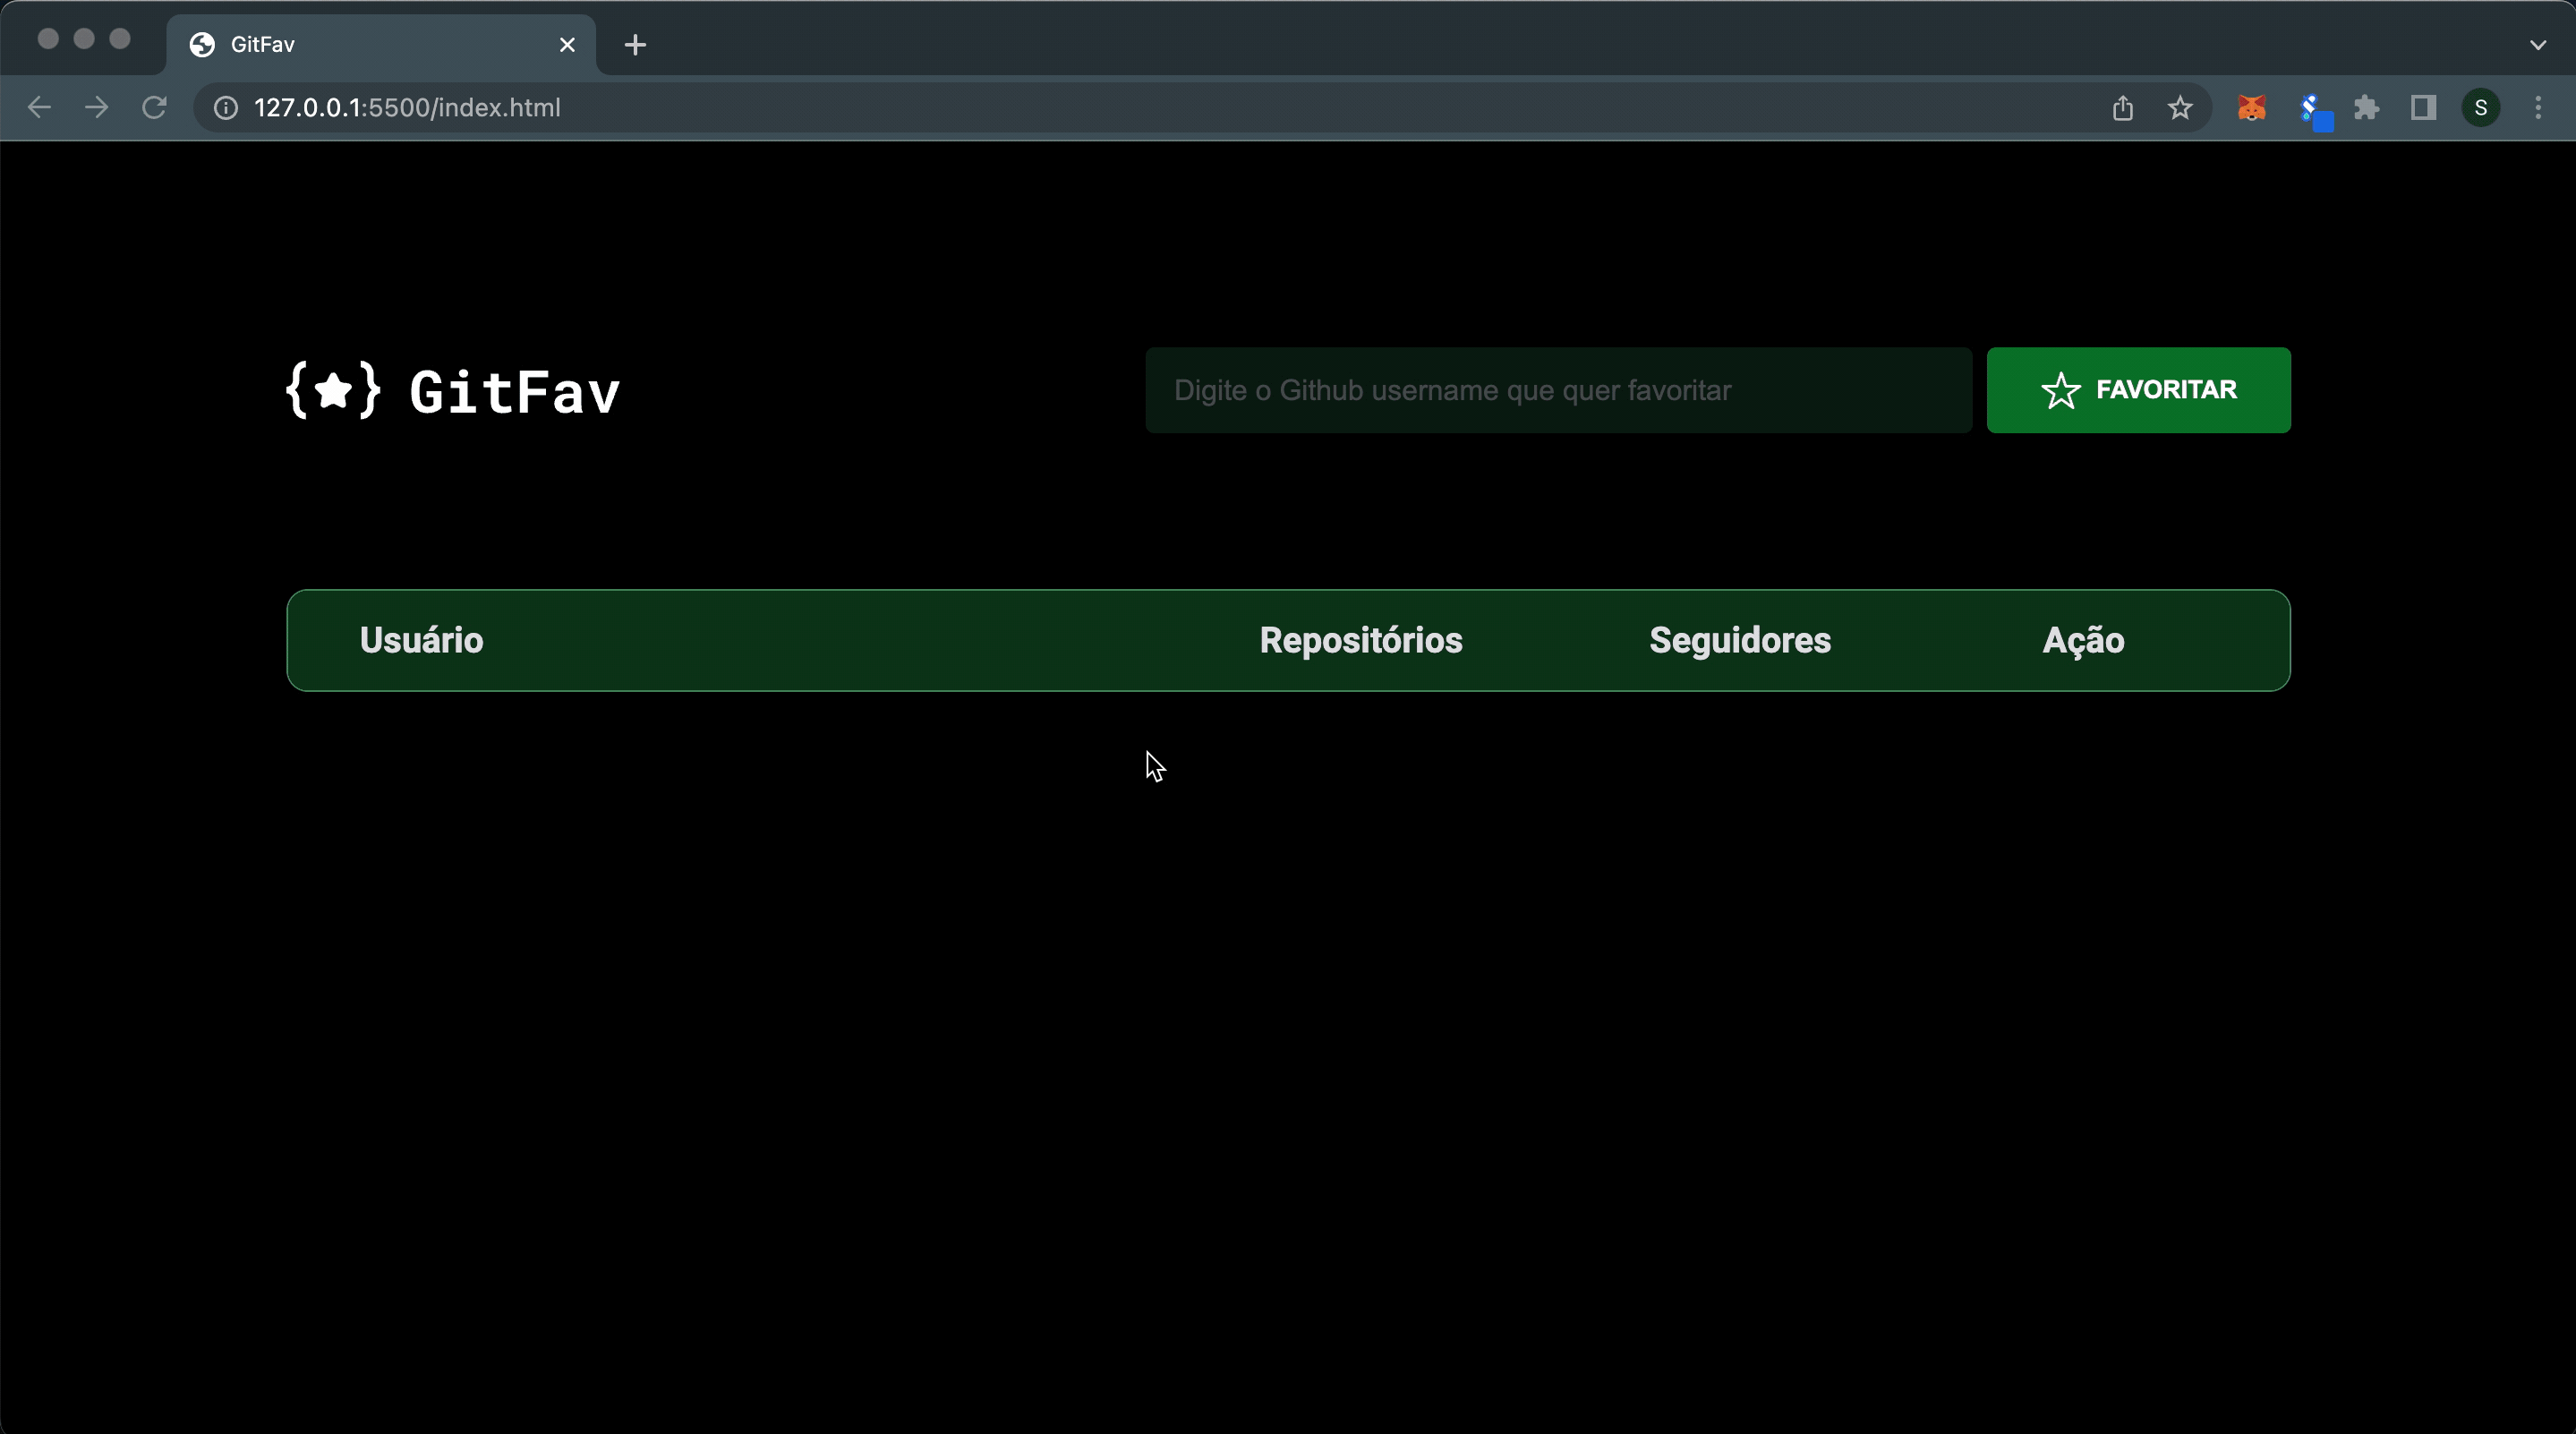 GitFav
127.0.0.1:5500/index.html
S
{★} GitFav
Digite o Github username que quer favoritar
FAVORITAR
Usuário Repositórios Seguidores Ação